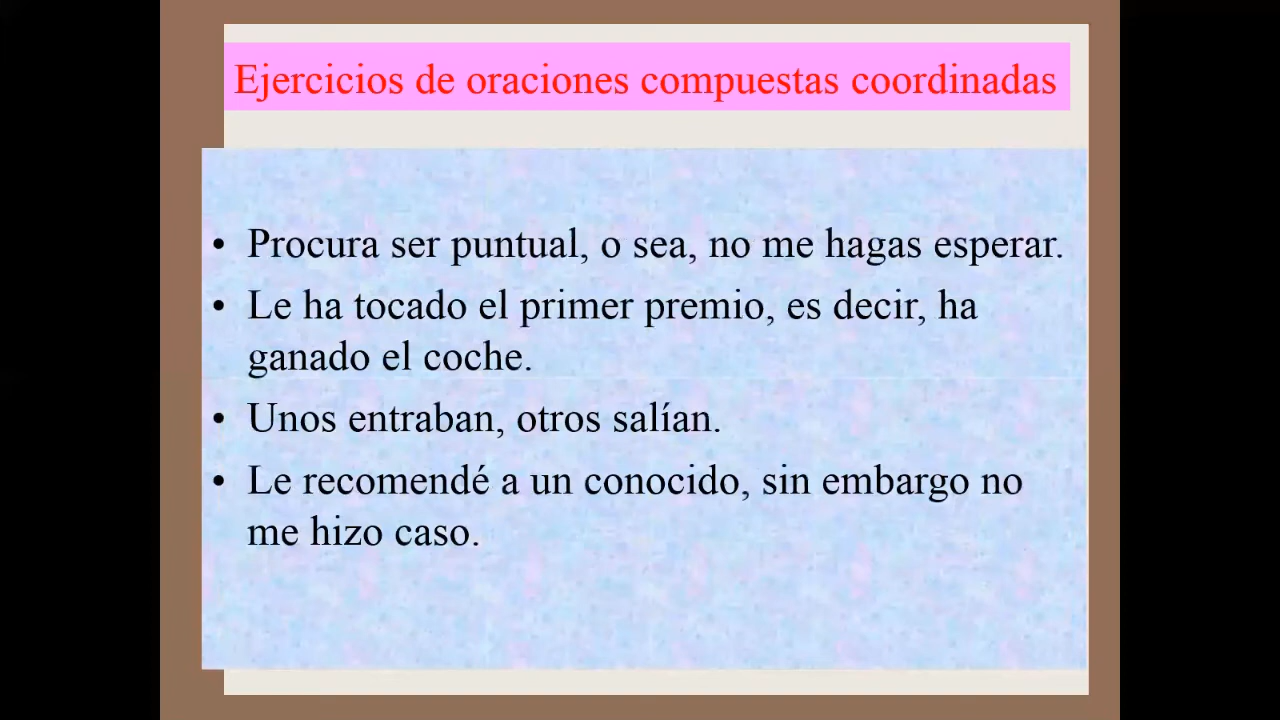 Ejercicios de oraciones compuestas coordinadas
• Procura ser puntual, o sea, no me hagas esperar.
• Le ha tocado el primer premio, es decir, ha
ganado el coche.
• Unos entraban, otros salían.
• Le recomendé a un conocido, sin embargo no
me hizo caso.